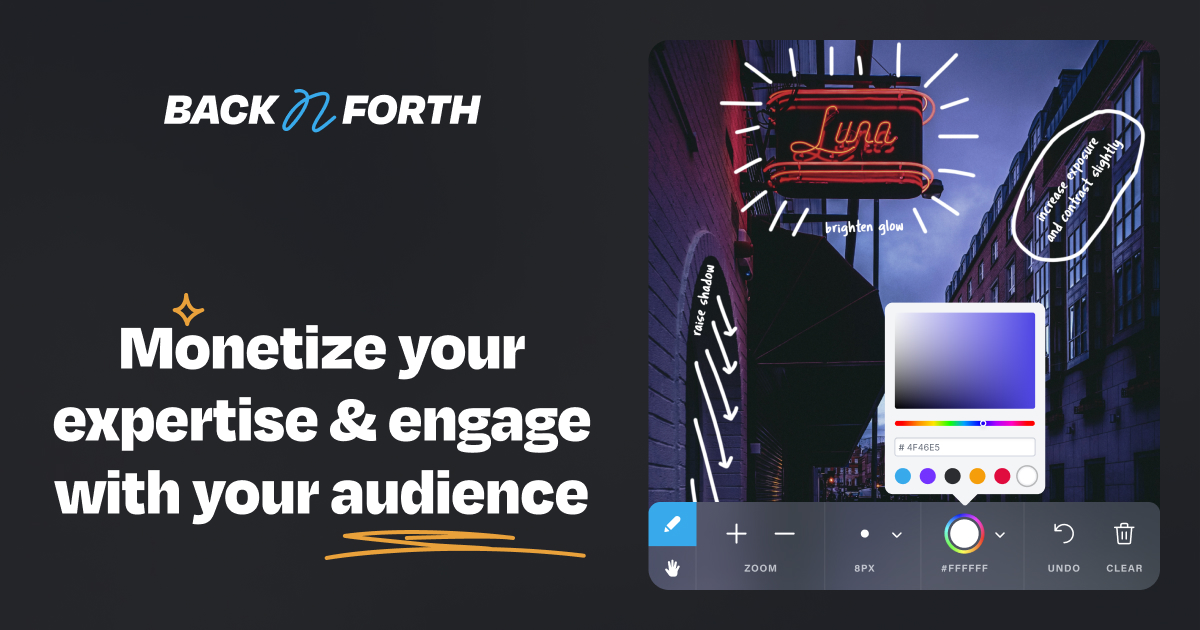 BACK n FORTH
Monetize your
expertise & engage
with your audience
Luna
brighten glow
increase exposure
and contrast slightly
raise shadow
# 4F46E5
ZOOM
8PX
#FFFFFF
UNDO
CLEAR